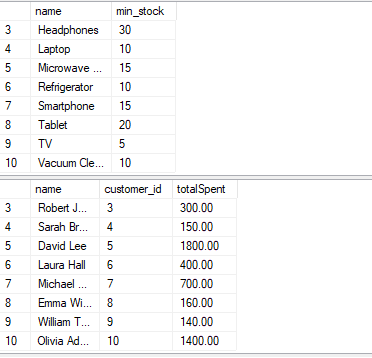 name min_stock
3 Headphones 30
4 Laptop 10
5 Microwave ... 15
6 Refrigerator 10
7 Smartphone 15
8 Tablet 20
9 TV 5
10 Vacuum Cle... 10
name customer_id totalSpent
3 Robert J... 3 300.00
4 Sarah Br... 4 150.00
5 David Lee 5 1800.00
6 Laura Hall 6 400.00
7 Michael ... 7 700.00
8 Emma Wi... 8 160.00
9 William T... 9 140.00
10 Olivia Ad... 10 1400.00